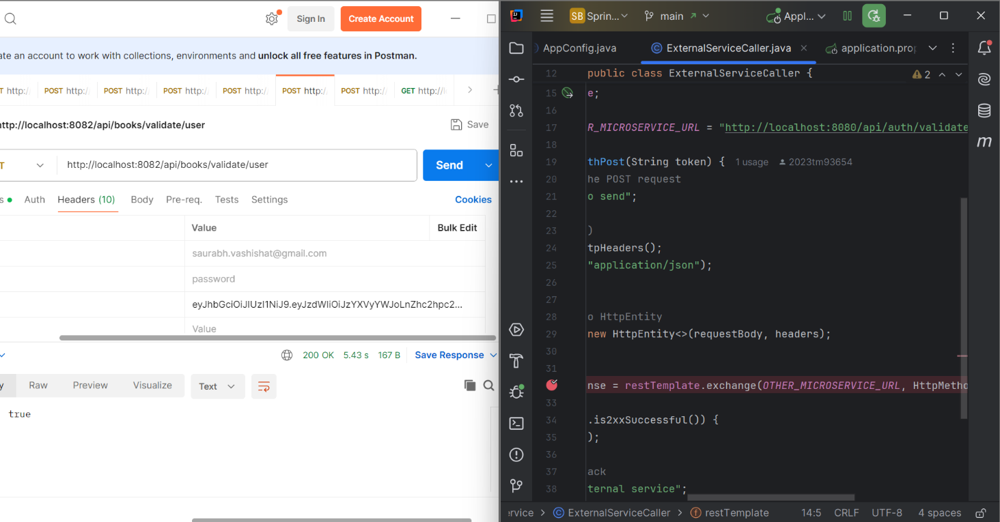 Sign In
Create Account
ate an account to work with collections, environments and unlock all free features in Postman.
T http:/
POST http:/
POST http:/
POST http:/
POST http:/
POST http:/
POST http:/
GET http://l
http://localhost:8082/api/books/validate/user
Save
T
http://localhost:8082/api/books/validate/user
Send
s
Auth
Headers (10)
Body
Pre-req.
Tests
Settings
Cookies
Value
Bulk Edit
saurabh.vashishat@gmail.com
password
eyJhbGciOiJIUzI1NiJ9.eyJzdWIiOiJzYXVyYWJoLnZhc2hpc2...
Value
200 OK
5.43 s
167 B
Save Response
y
Raw
Preview
Visualize
Text
true
SB Sprin...
main
Appl...
AppConfig.java
ExternalServiceCaller.java
application.prop
12 public class ExternalServiceCaller {
2
15 e;
16
17 R_MICROSERVICE_URL = "http://localhost:8080/api/auth/validate
18
19 thPost(String token) { 1 usage 2023tm93654
20 he POST request
21 o send";
22
23 )
24 tpHeaders();
25 "application/json");
26
27
28 o HttpEntity
29 new HttpEntity<>(requestBody, headers);
30
31
nse = restTemplate.exchange(OTHER_MICROSERVICE_URL, HttpMetho
33
34 .is2xxSuccessful()) {
35 );
36
37 ack
38 ternal service";
m
ervice > ExternalServiceCaller > restTemplate
14:5
CRLF
UTF-8
4 spaces